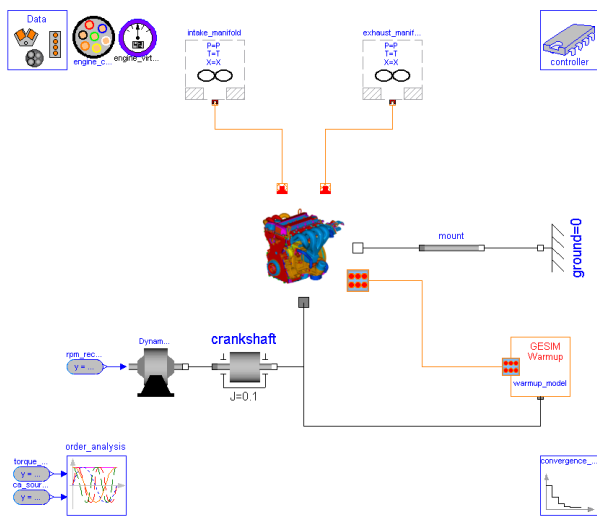 Data
engine_c...
engine_virt...
intake_manifold
P=P
T=T
X=X
exhaust_manif...
P=P
T=T
X=X
controller
mount
ground=0
crankshaft
J=0.1
Dynam...
rpm_rec...
y = ...
GESIM
Warmup
warmup_model
order_analysis
torque_...
y = ...
ca_sour...
y = ...
convergence_...